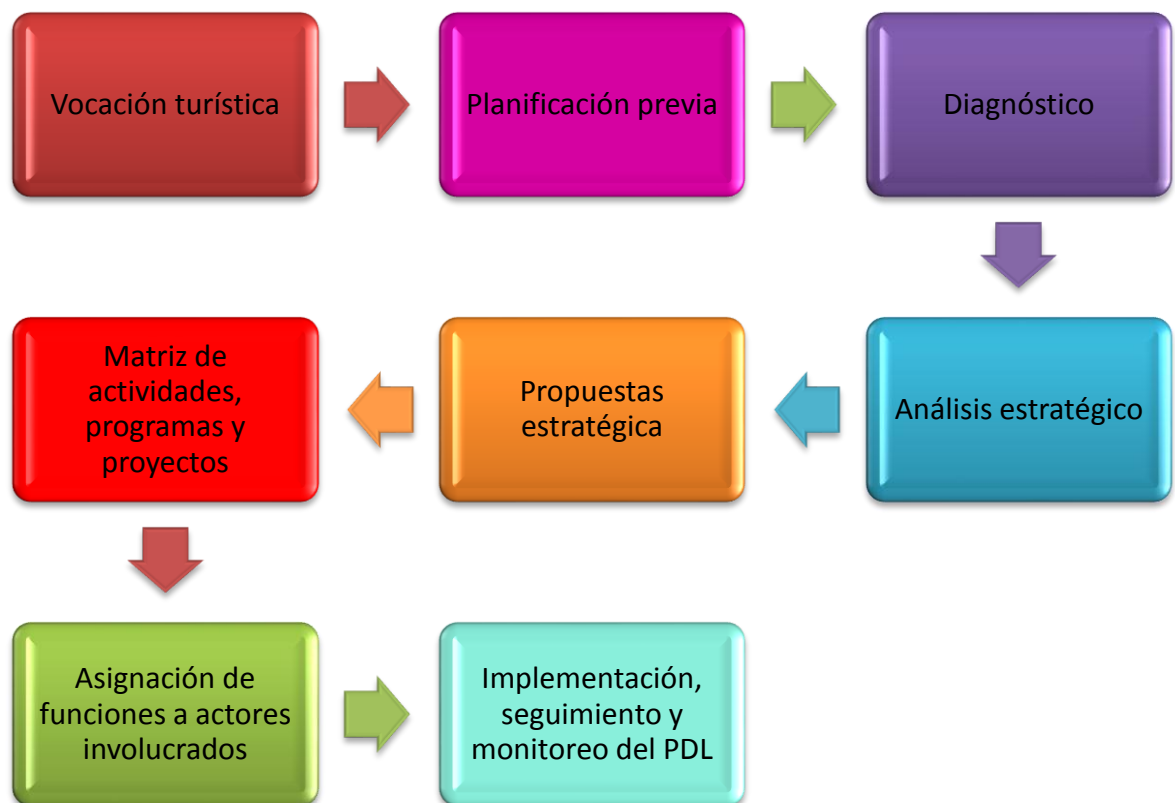 Vocación turística
Planificación previa
Diagnóstico
Análisis estratégico
Propuestas
estratégica
Matriz de
actividades,
programas y
proyectos
Asignación de
funciones a actores
involucrados
Implementación,
seguimiento y
monitoreo del PDL